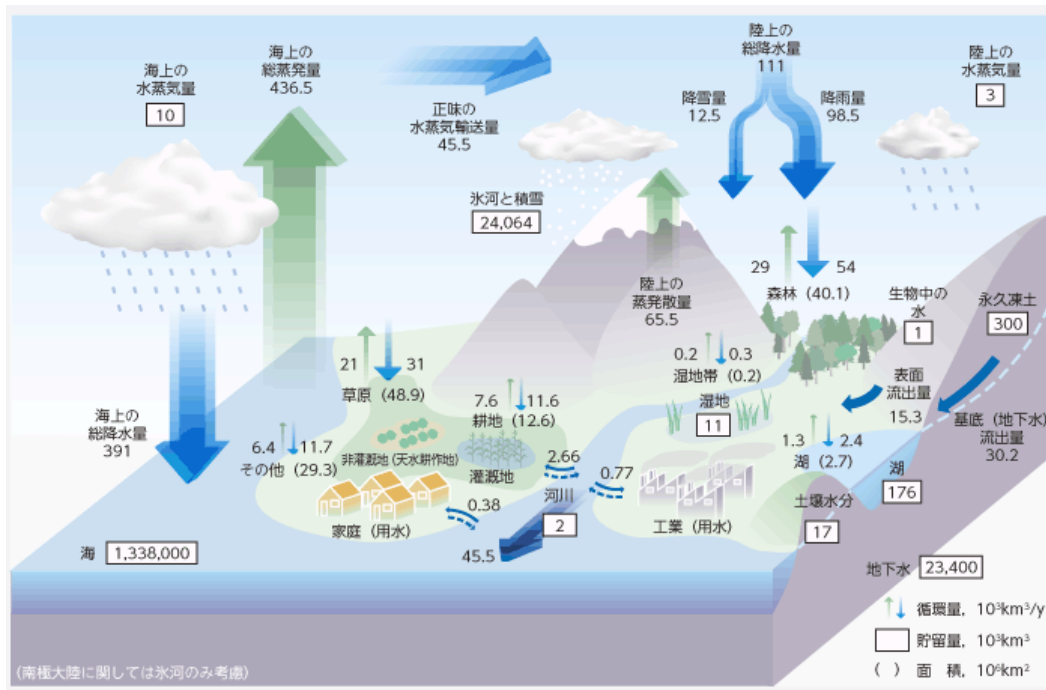 海上の
水蒸気量
10
海上の
総蒸発量
436.5
正味の
水蒸気輸送量
45.5
陸上の
総降水量
111
降雪量
12.5
降雨量
98.5
陸上の
水蒸気量
3
氷河と積雪
24,064
陸上の
蒸発散量
65.5
29
54
森林 (40.1)
生物中の
水
1
永久凍土
300
21
31
草原 (48.9)
0.2
0.3
湿地帯 (0.2)
湿地
11
7.6
11.6
耕地 (12.6)
表面
流出量
15.3
基底 (地下水)
流出量
30.2
海上の
総降水量
391
6.4
11.7
その他 (29.3)
非灌漑地 (天水耕作地)
灌漑地
2.66
0.77
1.3
2.4
湖 (2.7)
湖
176
家庭 (用水)
0.38
河川
2
工業 (用水)
土壌水分
17
45.5
海 1,338,000
地下水 23,400
循環量, 10³km³/y
貯留量, 10³km³
( ) 面 積, 10⁶km²
(南極大陸に関しては氷河のみ考慮)